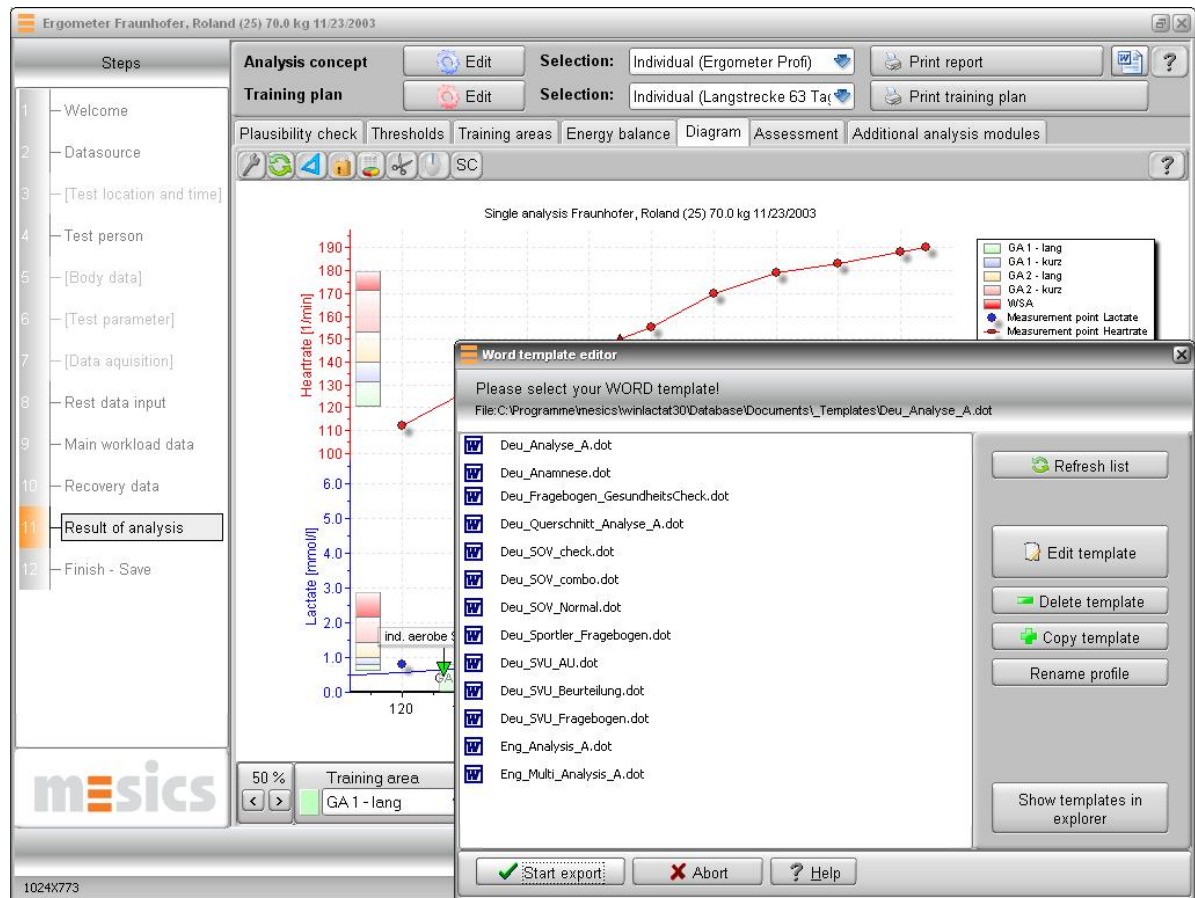 Ergometer Fraunhofer, Roland (25) 70.0 kg 11/23/2003
Steps
1 Welcome
2 Datasource
3 [Test location and time]
4 Test person
5 [Body data]
6 [Test parameter]
7 [Data aquisition]
8 Rest data input
9 Main workload data
10 Recovery data
11 Result of analysis
12 Finish - Save
mesics
1024X773
Analysis concept Edit Selection: Individual (Ergometer Profi) Print report ?
Training plan Edit Selection: Individual (Langstrecke 63 Tag Print training plan
Plausibility check Thresholds Training areas Energy balance Diagram Assessment Additional analysis modules
SC ?
Single analysis Fraunhofer, Roland (25) 70.0 kg 11/23/2003
Heartrate [1/min]
190
180
170
160
150
140
130
120
110
100
Lactate [mmol/l]
6.0
5.0
4.0
3.0
2.0
1.0
0.0
ind. aerobe S
GA
120
GA 1 - lang
GA 1 - kurz
GA 2 - lang
GA 2 - kurz
WSA
Measurement point Lactate
Measurement point Heartrate
50 % Training area
< > GA 1 - lang
Word template editor
Please select your WORD template!
File:C:\Programme\mesics\winlactat30\Database\Documents\_Templates\Deu_Analyse_A.dot
Deu_Analyse_A.dot
Deu_Anamnese.dot
Deu_Fragebogen_GesundheitsCheck.dot
Deu_Querschnitt_Analyse_A.dot
Deu_SOV_check.dot
Deu_SOV_combo.dot
Deu_SOV_Normal.dot
Deu_Sportler_Fragebogen.dot
Deu_SVU_AU.dot
Deu_SVU_Beurteilung.dot
Deu_SVU_Fragebogen.dot
Eng_Analysis_A.dot
Eng_Multi_Analysis_A.dot
Refresh list
Edit template
Delete template
Copy template
Rename profile
Show templates in
explorer
Start export Abort ? Help